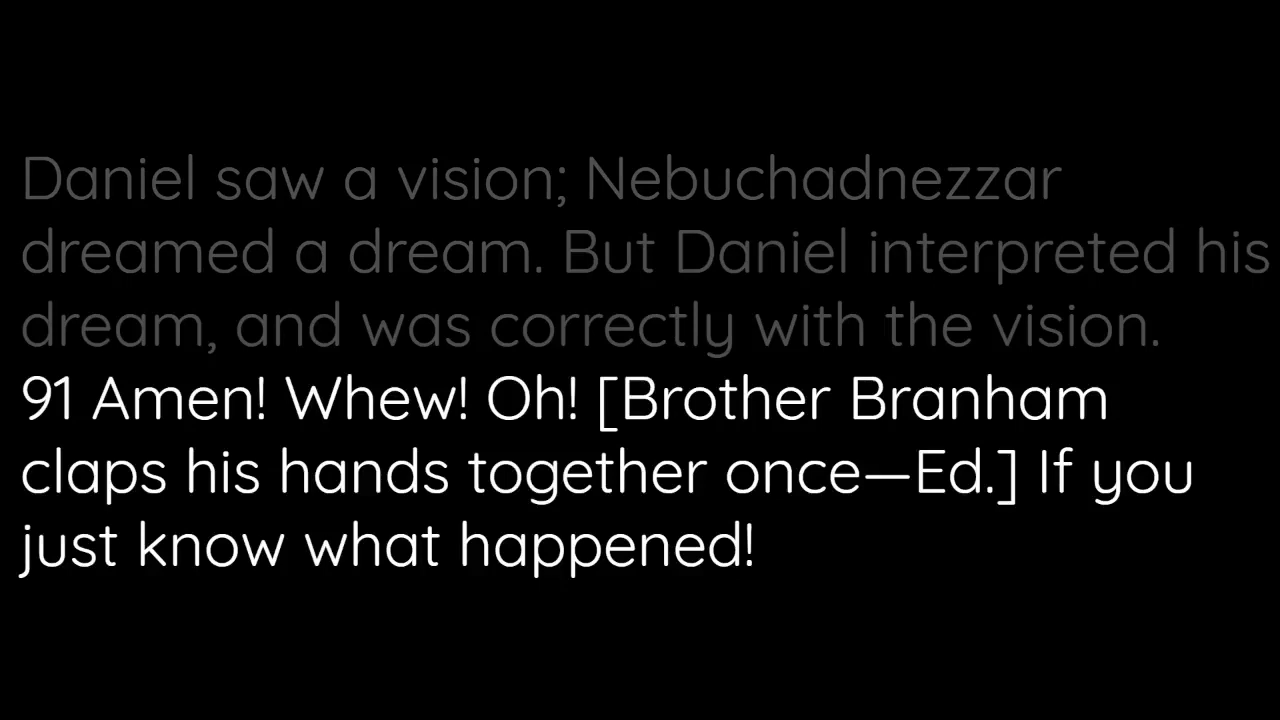 Daniel saw a vision; Nebuchadnezzar
dreamed a dream. But Daniel interpreted his
dream, and was correctly with the vision.
91 Amen! Whew! Oh! [Brother Branham
claps his hands together once—Ed.] If you
just know what happened!